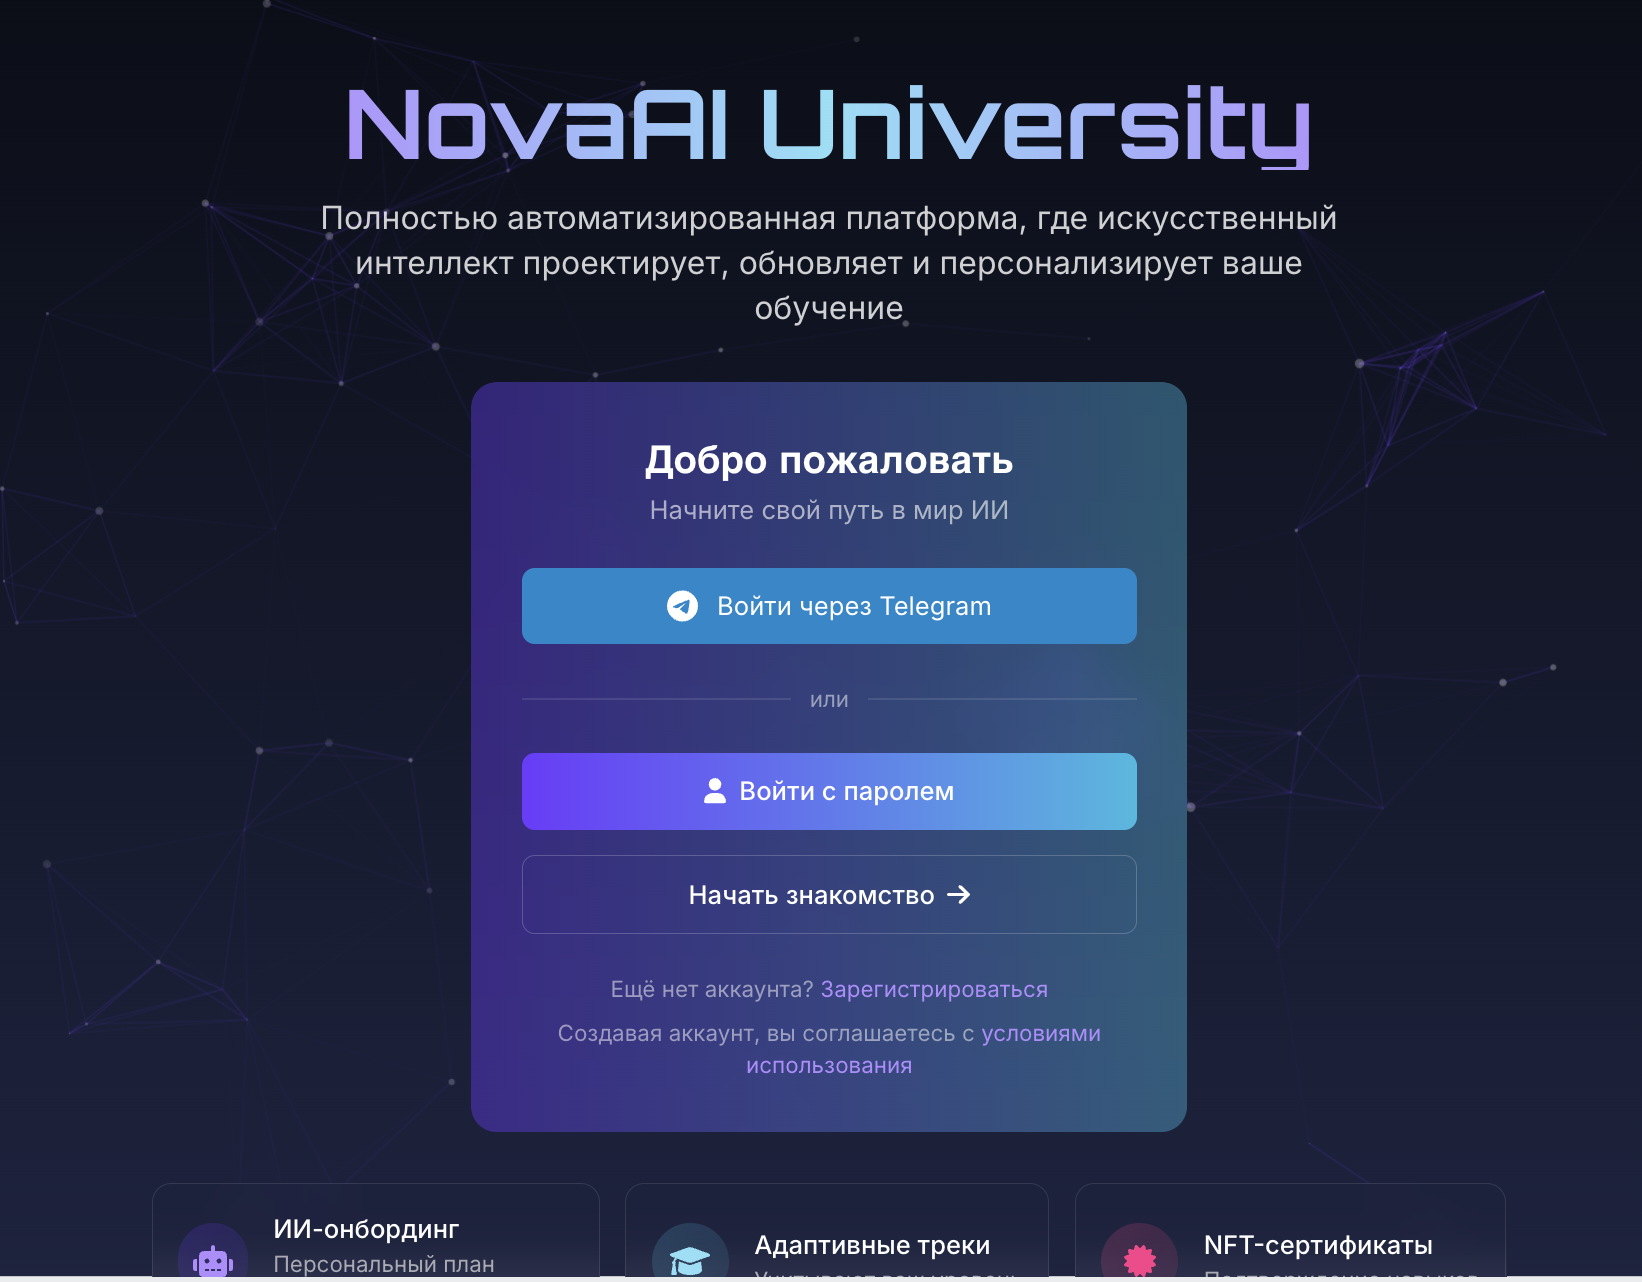 NovaAI University
Полностью автоматизированная платформа, где искусственный
интеллект проектирует, обновляет и персонализирует ваше
обучение
Добро пожаловать
Начните свой путь в мир ИИ
Войти через Telegram
или
Войти с паролем
Начать знакомство
Ещё нет аккаунта? Зарегистрироваться
Создавая аккаунт, вы соглашаетесь с условиями
использования
ИИ-онбординг
Персональный план
Адаптивные треки
NFT-сертификаты